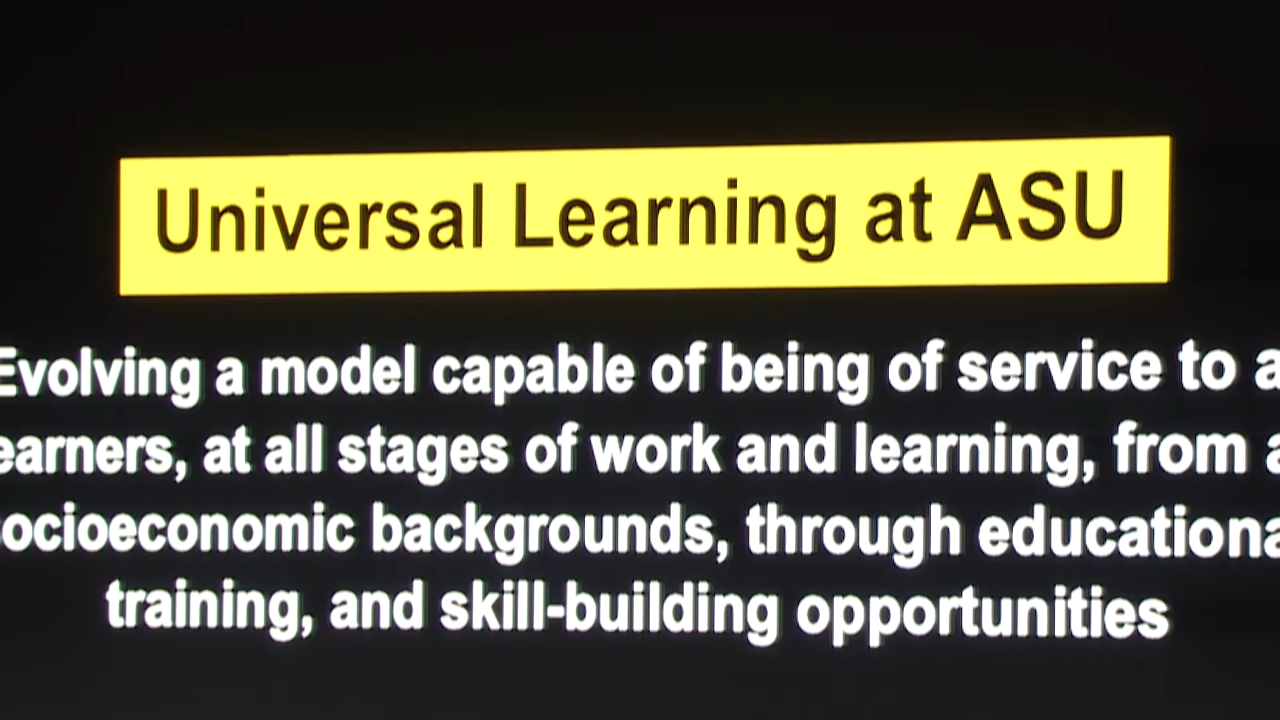 Universal Learning at ASU
Evolving a model capable of being of service to
at all stages of work and learning, from
backgrounds, through
training, and skill-building opportunities